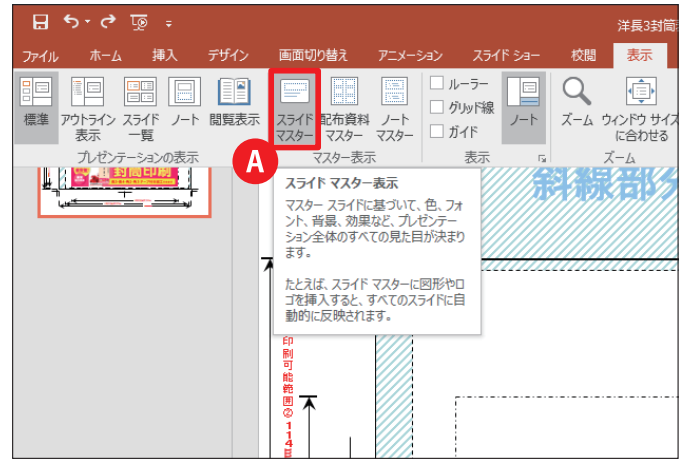 洋長3封筒
ファイル ホーム 挿入 デザイン 画面切り替え アニメーション スライド ショー 校閲 表示
標準 アウトライン表示 スライド一覧 ノート 閲覧表示 スライドマスター 配布資料マスター ノートマスター ルーラー グリッド線 ガイド ノート ズーム ウィンドウ サイズに合わせる
プレゼンテーションの表示 マスター表示 表示 ズーム
A
封筒印刷
スライド マスター表示
マスター スライドに基づいて、色、フォ
ント、背景、効果など、プレゼンテー
ション全体のすべての見た目が決まり
ます。
たとえば、スライド マスターに図形やロ
ゴを挿入すると、すべてのスライドに自
動的に反映されます。
斜線部分
印刷可能範囲② 114